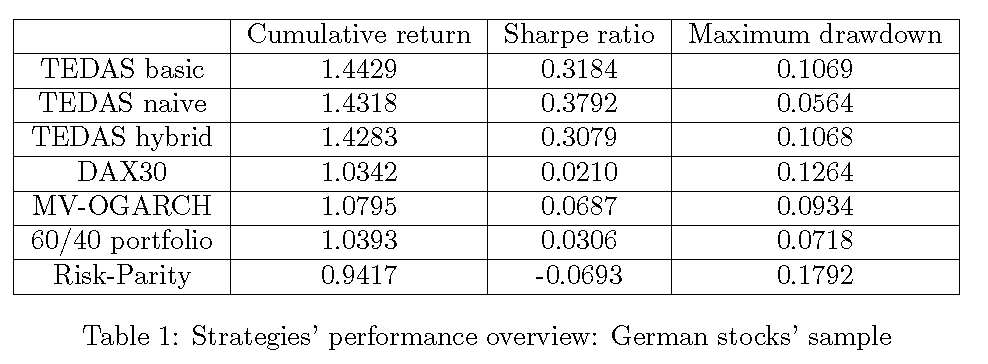 Cumulative return Sharpe ratio Maximum drawdown
TEDAS basic 1.4429 0.3184 0.1069
TEDAS naive 1.4318 0.3792 0.0564
TEDAS hybrid 1.4283 0.3079 0.1068
DAX30 1.0342 0.0210 0.1264
MV-OGARCH 1.0795 0.0687 0.0934
60/40 portfolio 1.0393 0.0306 0.0718
Risk-Parity 0.9417 -0.0693 0.1792
Table 1: Strategies' performance overview: German stocks' sample